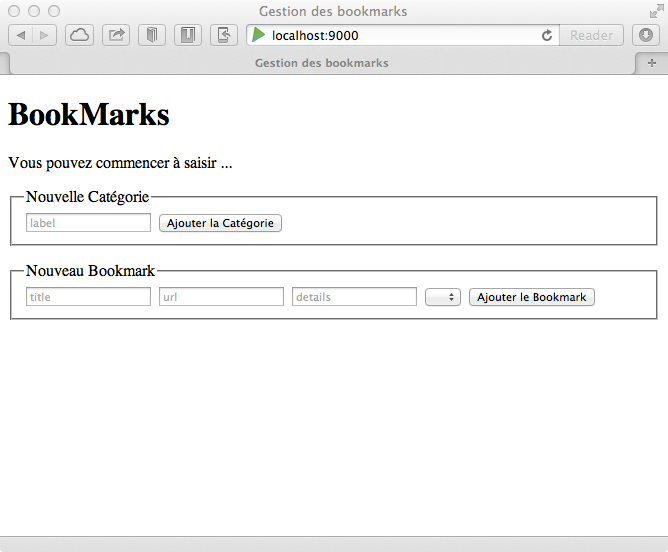 Gestion des bookmarks
localhost:9000
Reader
Gestion des bookmarks
BookMarks
Vous pouvez commencer à saisir ...
Nouvelle Catégorie
label Ajouter la Catégorie
Nouveau Bookmark
title url details Ajouter le Bookmark